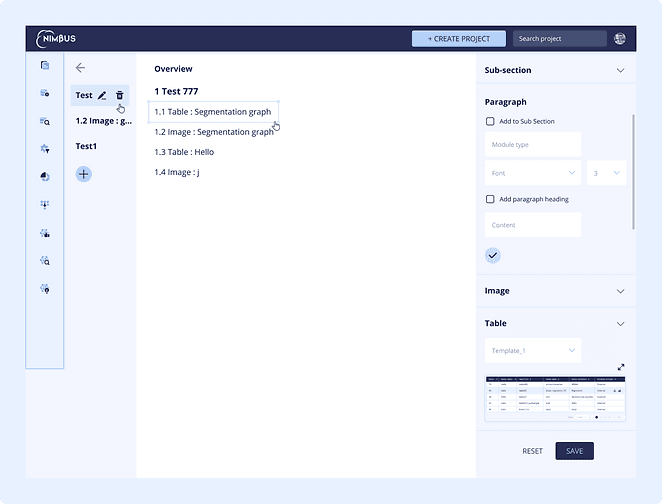 NIMBUS
+ CREATE PROJECT
Search project
Test
1.2 Image : g...
Test1
Overview
1 Test 777
1.1 Table : Segmentation graph
1.2 Image : Segmentation graph
1.3 Table : Hello
1.4 Image : j
Sub-section
Paragraph
Add to Sub Section
Module type
Font
3
Add paragraph heading
Content
Image
Table
Template_1
RESET
SAVE